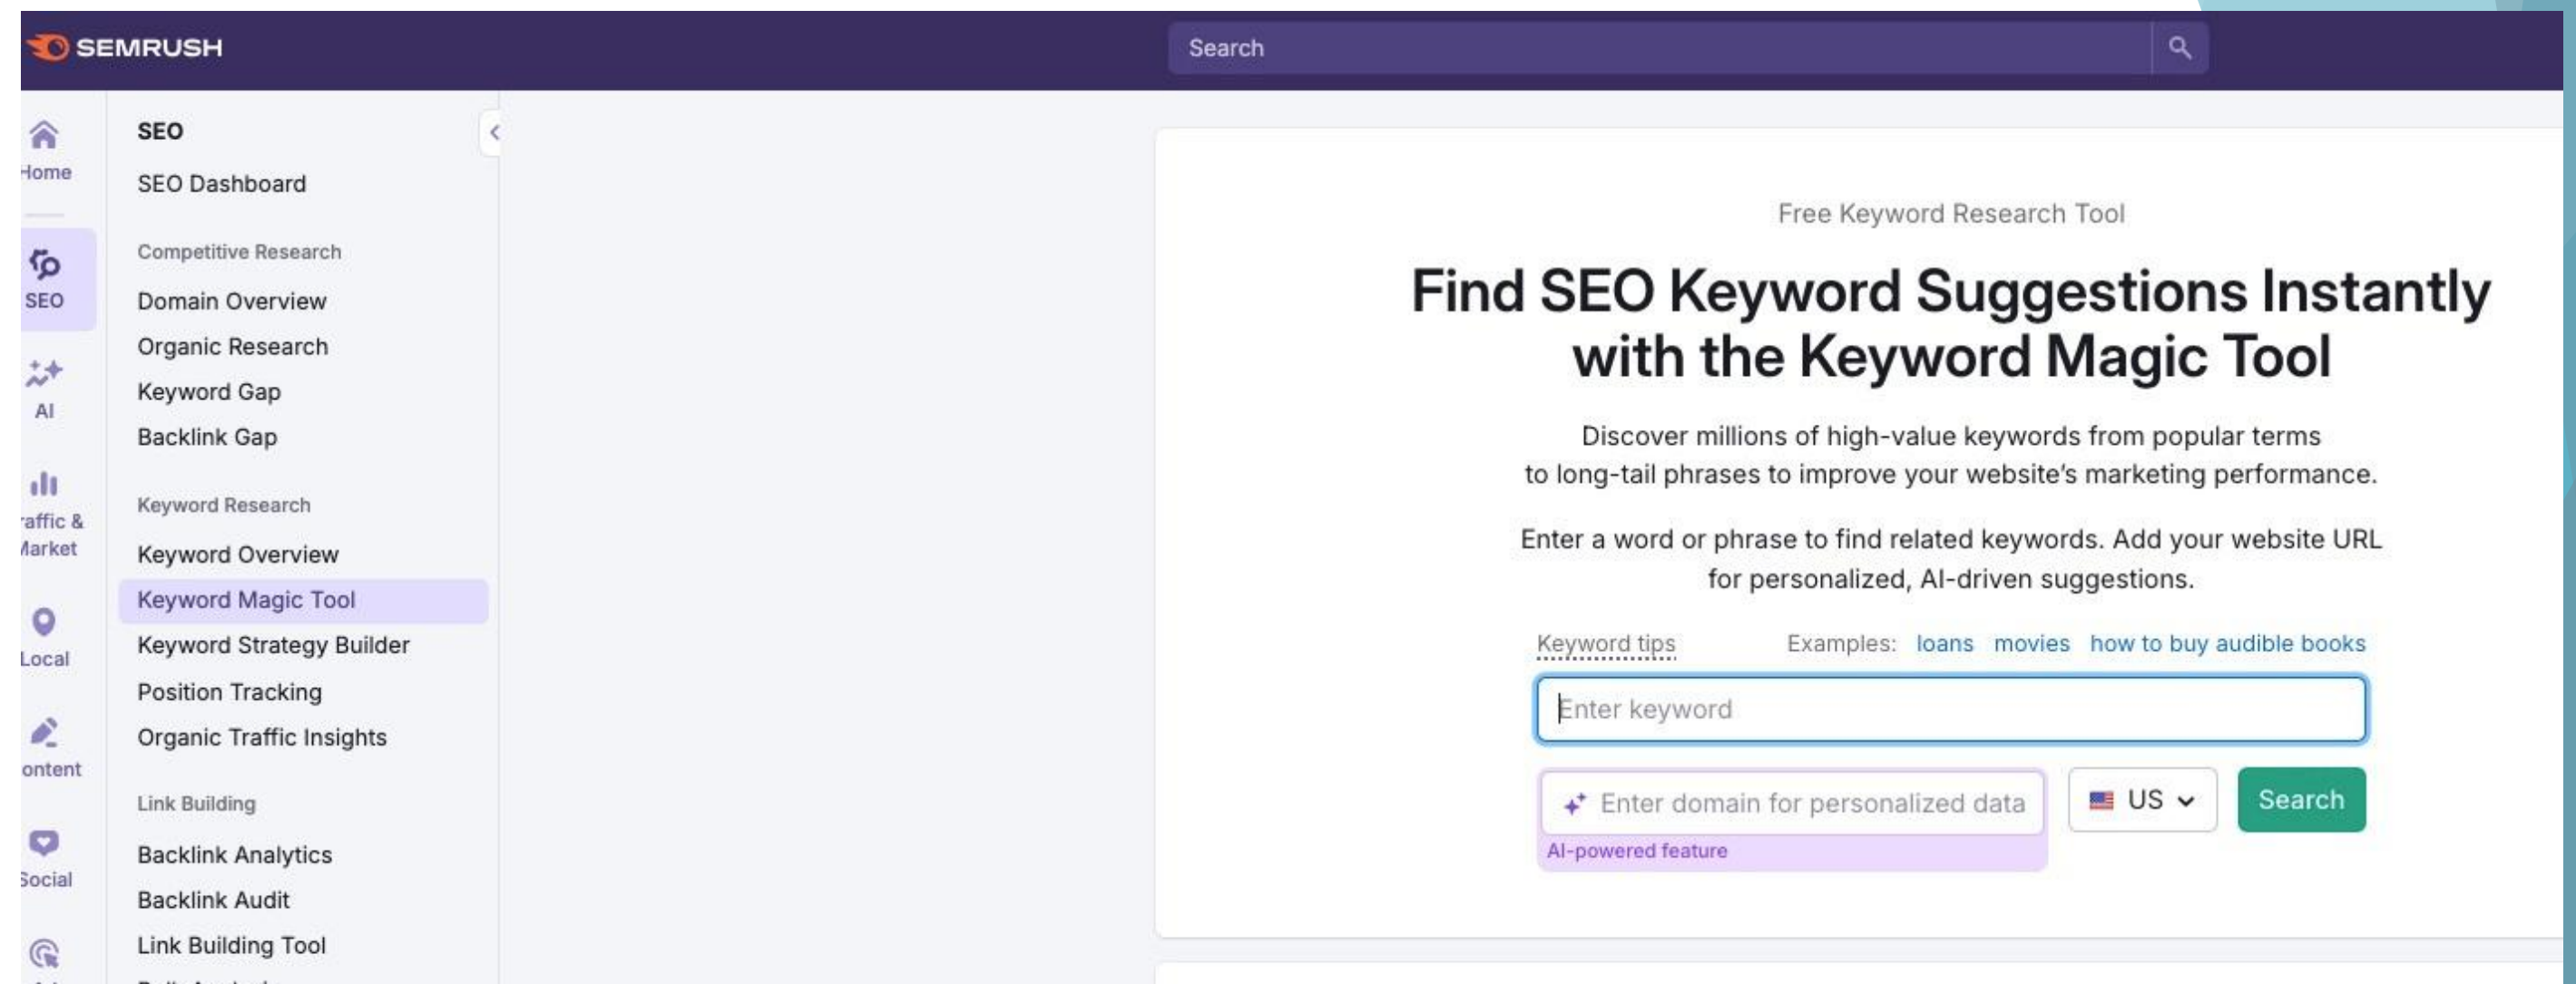 SEMRUSH
Search
Home
SEO
AI
raffic &
Market
Local
ontent
Social
SEO
SEO Dashboard
Competitive Research
Domain Overview
Organic Research
Keyword Gap
Backlink Gap
Keyword Research
Keyword Overview
Keyword Magic Tool
Keyword Strategy Builder
Position Tracking
Organic Traffic Insights
Link Building
Backlink Analytics
Backlink Audit
Link Building Tool
Free Keyword Research Tool
Find SEO Keyword Suggestions Instantly
with the Keyword Magic Tool
Discover millions of high-value keywords from popular terms
to long-tail phrases to improve your website's marketing performance.
Enter a word or phrase to find related keywords. Add your website URL
for personalized, AI-driven suggestions.
Keyword tips Examples: loans movies how to buy audible books
Enter keyword
Enter domain for personalized data US Search
AI-powered feature